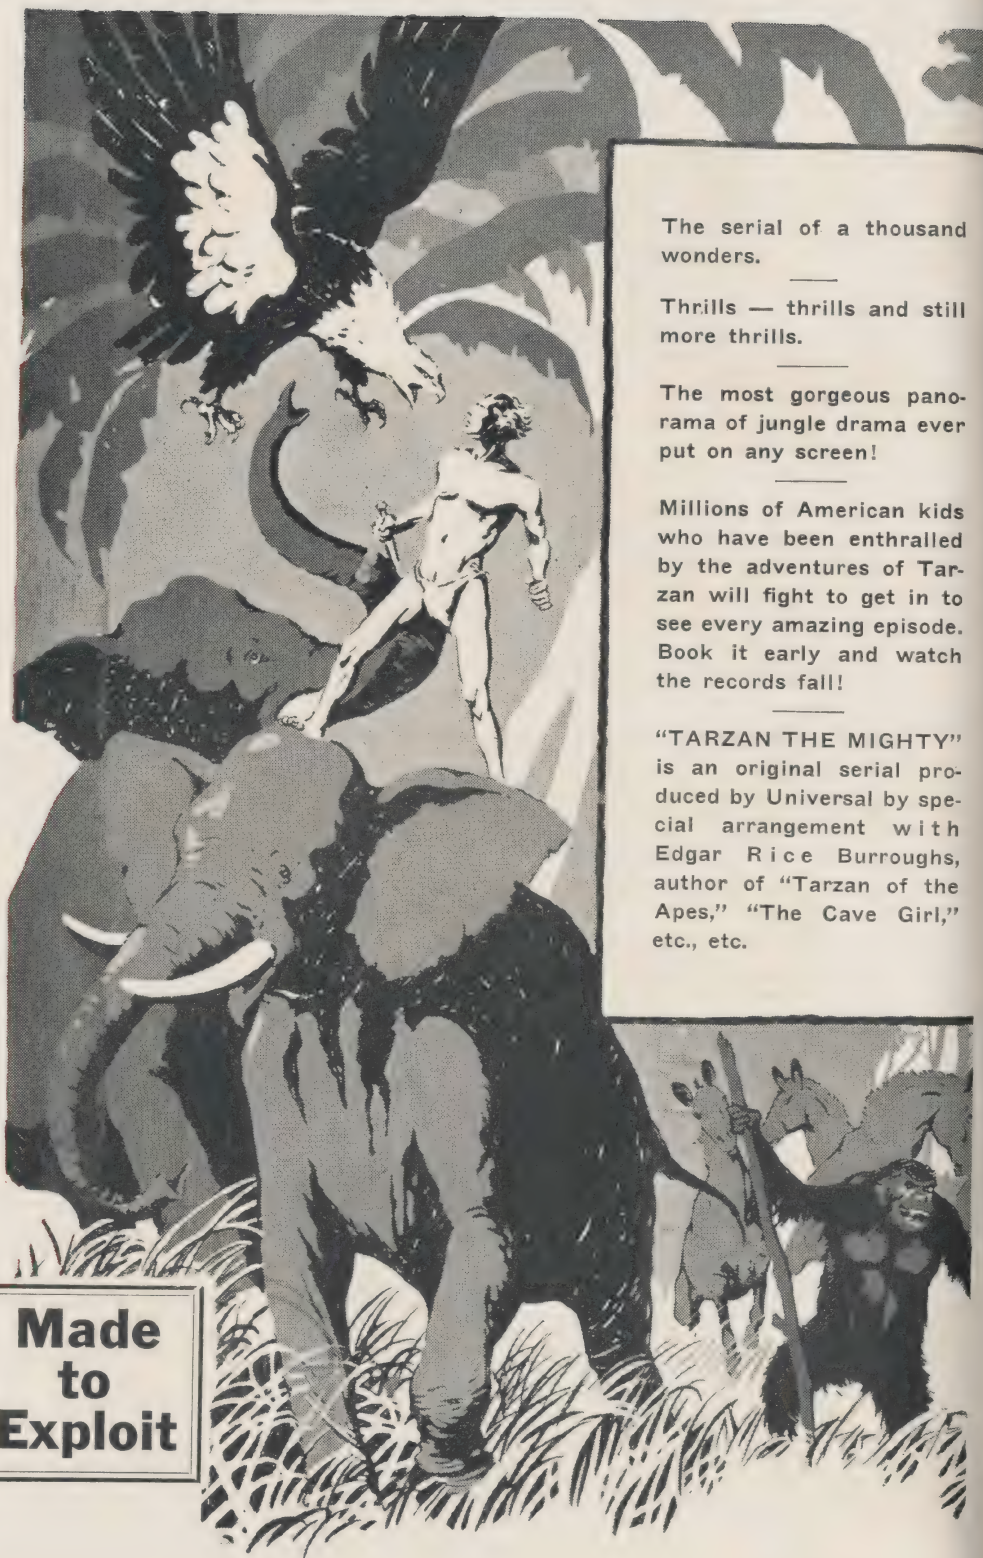 The serial of a thousand
wonders.
Thrills — thrills and still
more thrills.
The most gorgeous pano-
rama of jungle drama ever
put on any screen!
Millions of American kids
who have been enthralled
by the adventures of Tar-
zan will fight to get in to
see every amazing episode.
Book it early and watch
the records fall!
“TARZAN THE MIGHTY”
is an original serial pro-
duced by Universal by spe-
cial arrangement with
Edgar Rice Burroughs,
author of “Tarzan of the
Apes,” “The Cave Girl,”
etc., etc.
Made
to
Exploit